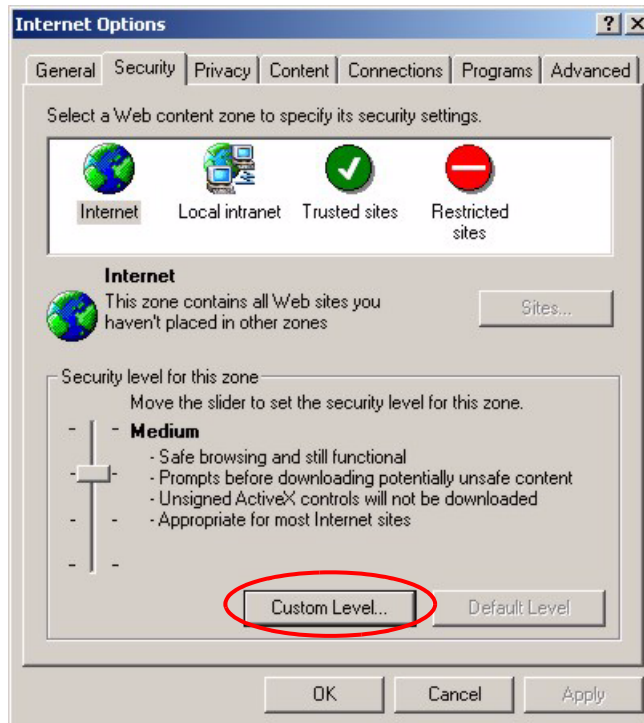 Internet Options
General Security Privacy Content Connections Programs Advanced
Select a Web content zone to specify its security settings.
Internet Local intranet Trusted sites Restricted sites
Internet
This zone contains all Web sites you
haven't placed in other zones
Sites...
Security level for this zone
Move the slider to set the security level for this zone.
Medium
- Safe browsing and still functional
- Prompts before downloading potentially unsafe content
- Unsigned ActiveX controls will not be downloaded
- Appropriate for most Internet sites
Custom Level... Default Level
OK Cancel Apply